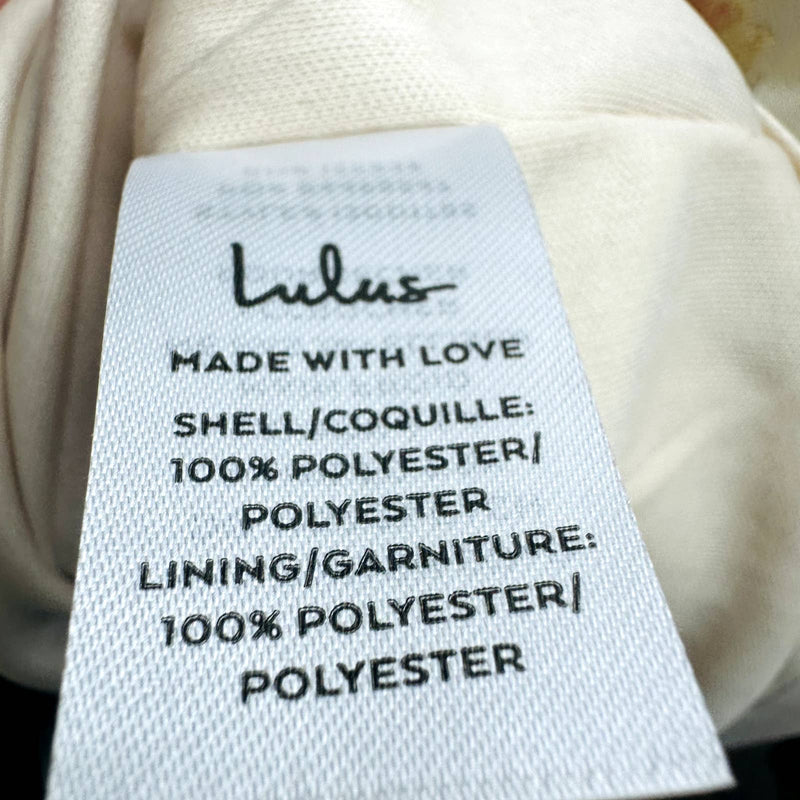 Lulus
MADE WITH LOVE
SHELL/COQUILLE:
100% POLYESTER/
POLYESTER
LINING/GARNITURE:
100% POLYESTER/
POLYESTER